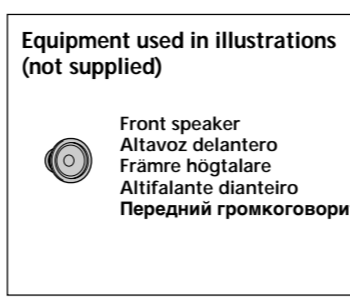 Equipment used in illustrations
(not supplied)
Front speaker
Altavoz delantero
Främre högtalare
Altifalante dianteiro
Передний громкоговори